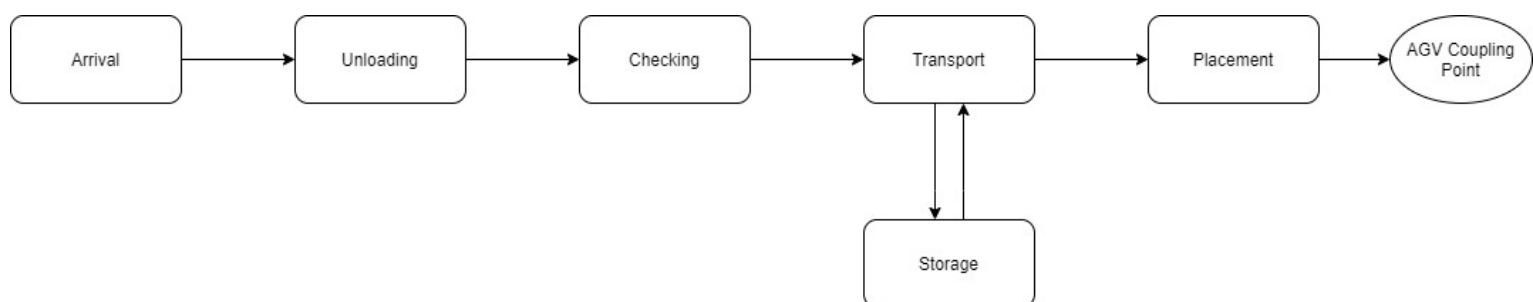 Arrival
Unloading
Checking
Transport
Placement
AGV Coupling
Point
Storage